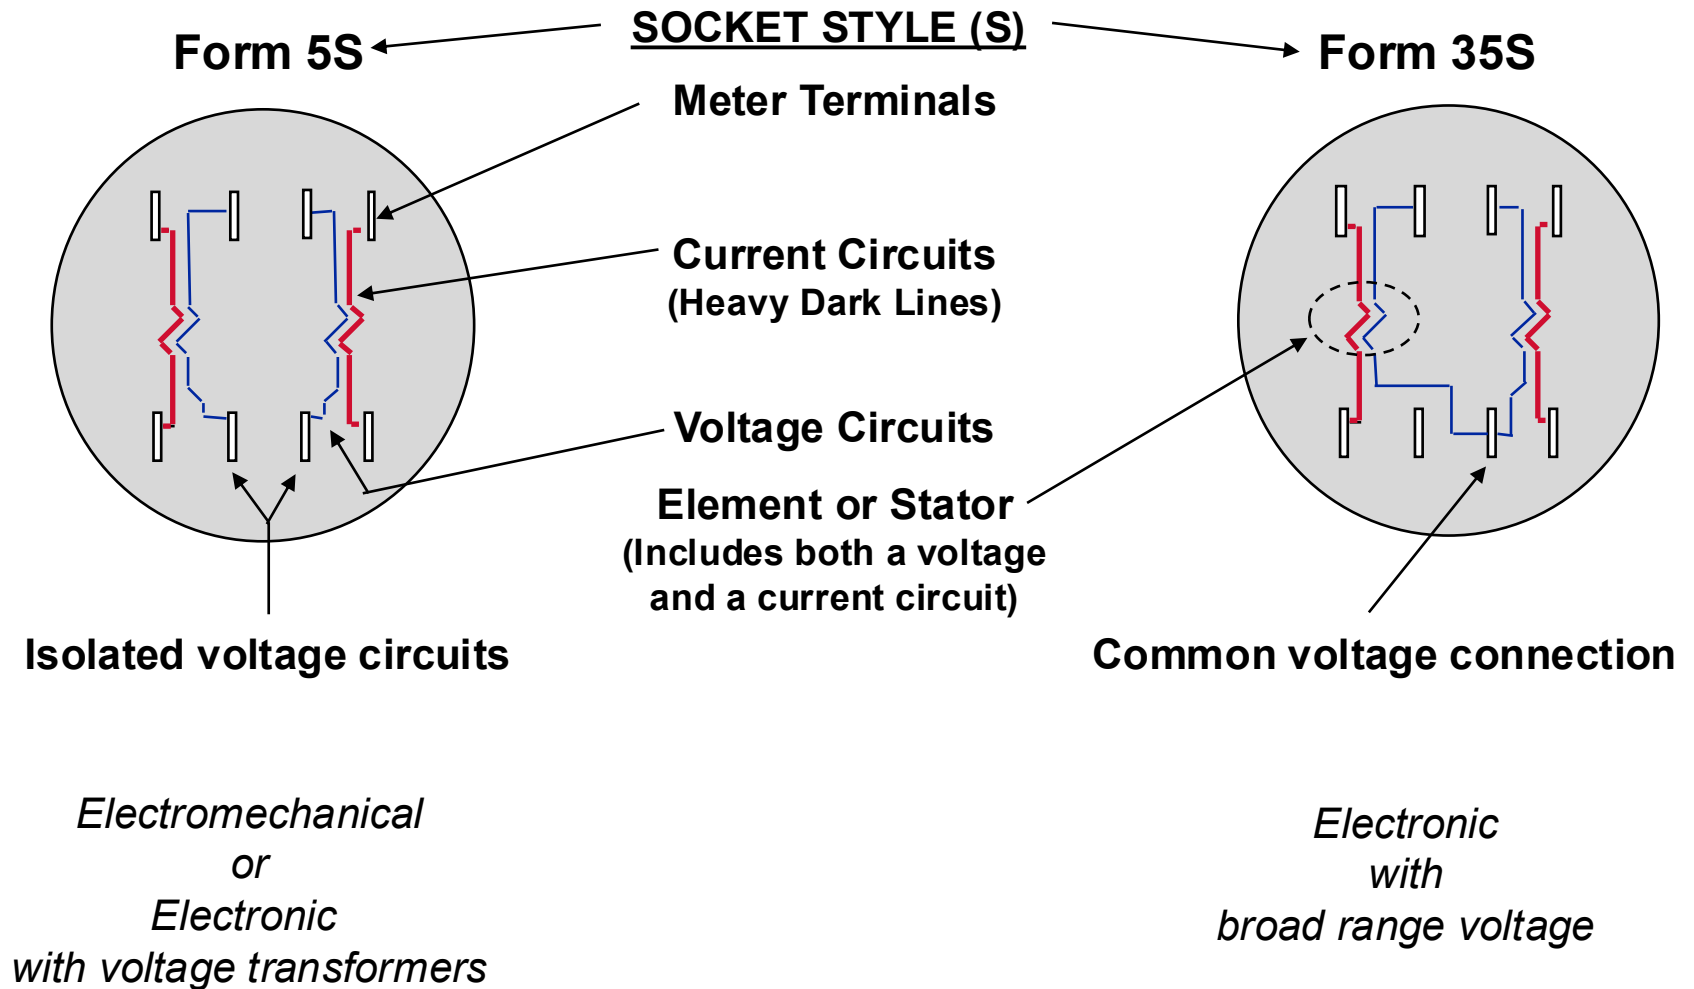 SOCKET STYLE (S)
Form 5S
Form 35S
Meter Terminals
Current Circuits
(Heavy Dark Lines)
Voltage Circuits
Element or Stator
(Includes both a voltage
and a current circuit)
Isolated voltage circuits
Common voltage connection
Electromechanical
or
Electronic
with voltage transformers
Electronic
with
broad range voltage